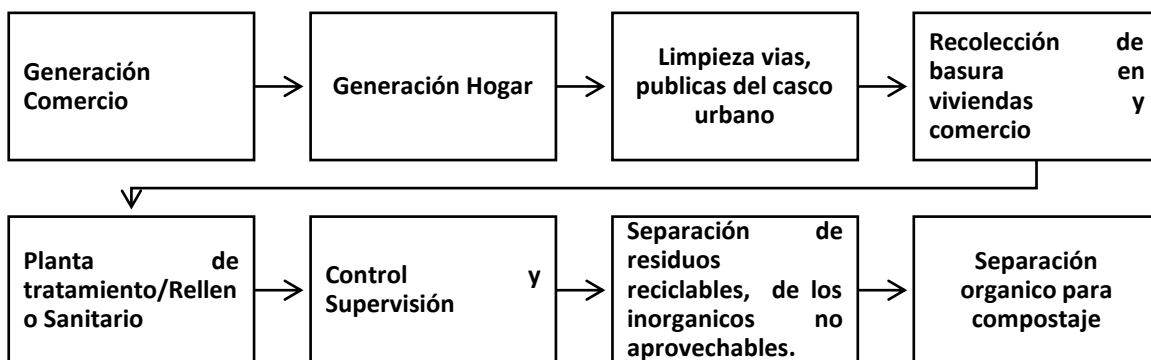 Generación
Comercio
Generación Hogar
Limpieza vias,
publicas del casco
urbano
Recolección de
basura en
viviendas y
comercio
Planta de
tratamiento/Rellen
o Sanitario
Control y
Supervisión
Separación de
residuos
reciclables, de los
inorganicos no
aprovechables.
Separación
organico para
compostaje